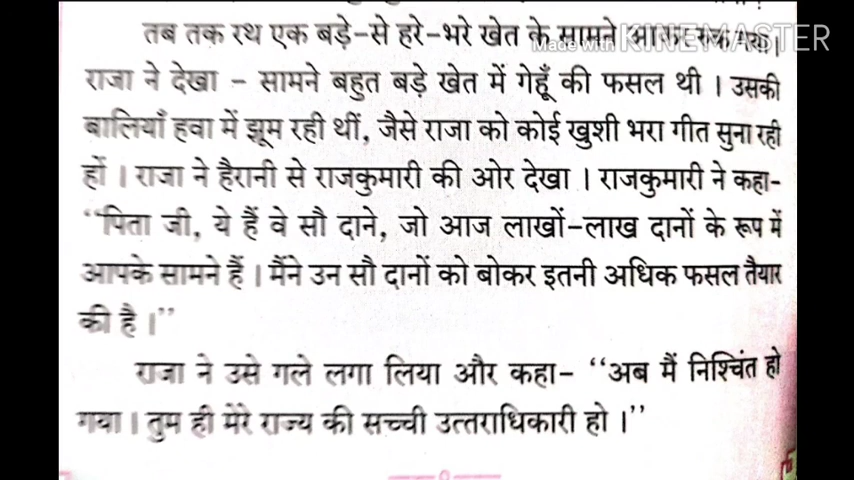 तब तक रथ एक बड़े-से हरे-भरे खेत के सामने
Made with KINEMASTER
राजा ने देखा - सामने बहुत बड़े खेत में गेहूँ की फसल थी । उसकी
बालियाँ हवा में झूम रही थीं, जैसे राजा को कोई खुशी भरा गीत सुना रही
हों । राजा ने हैरानी से राजकुमारी की ओर देखा । राजकुमारी ने कहा-
“पिता जी, ये हैं वे सौ दाने, जो आज लाखों-लाख दानों के रूप में
आपके सामने हैं । मैंने उन सौ दानों को बोकर इतनी अधिक फसल तैयार
की है ।”
राजा ने उसे गले लगा लिया और कहा- “अब मैं निश्चिंत हो
गया । तुम ही मेरे राज्य की सच्ची उत्तराधिकारी हो ।”